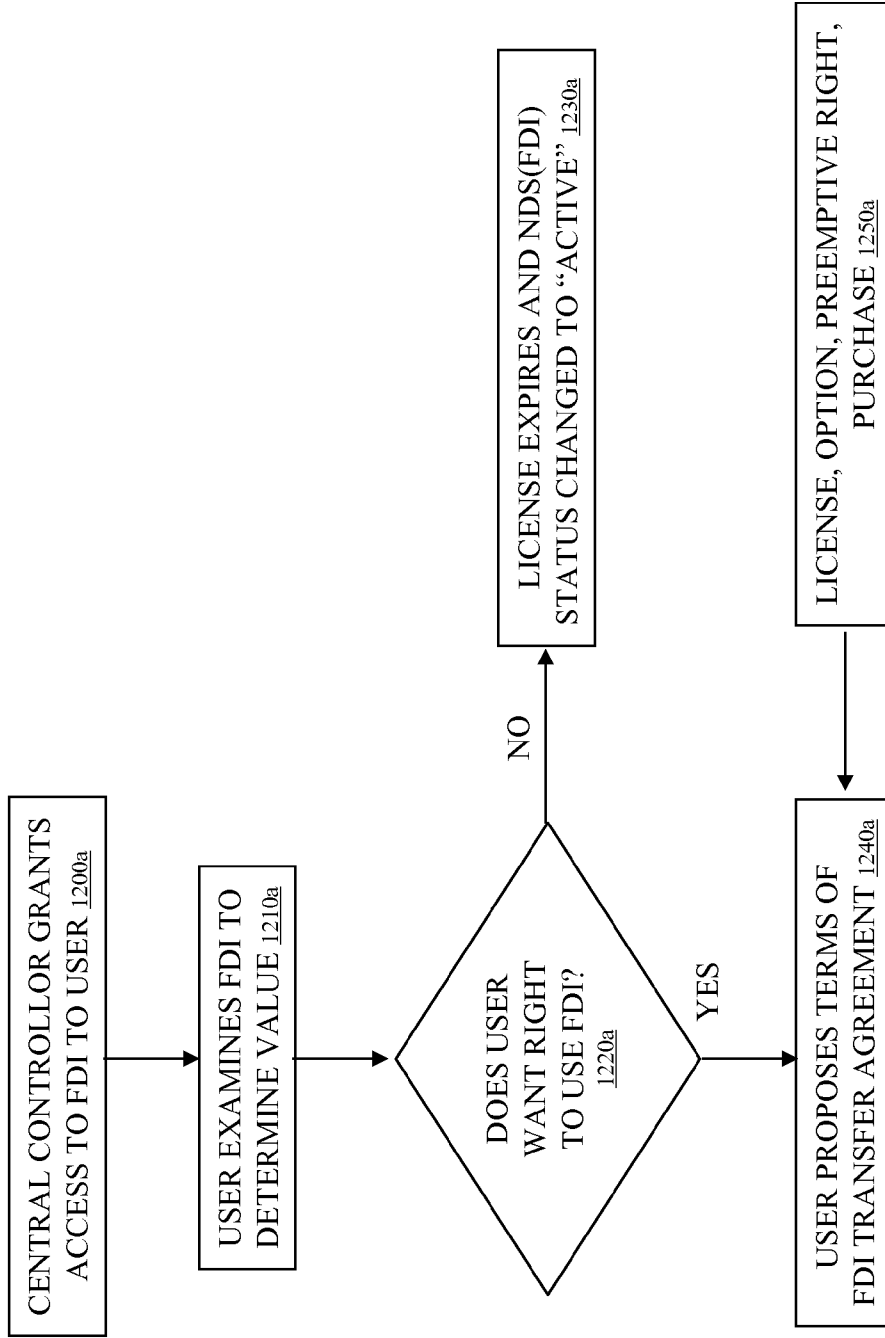 CENTRAL CONTROLLOR GRANTS
ACCESS TO FDI TO USER 1200a
USER EXAMINES FDI TO
DETERMINE VALUE 1210a
DOES USER
WANT RIGHT
TO USE FDI?
1220a
NO
LICENSE EXPIRES AND NDS(FDI)
STATUS CHANGED TO “ACTIVE” 1230a
YES
USER PROPOSES TERMS OF
FDI TRANSFER AGREEMENT 1240a
LICENSE, OPTION, PREEMPTIVE RIGHT,
PURCHASE 1250a